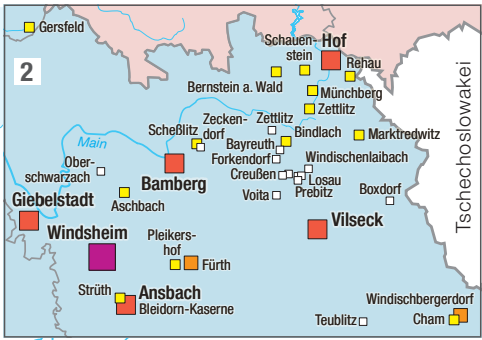 Gersfeld
2
Schauen-
stein
Hof
Rehau
Bernstein a. Wald
Münchberg
Zettlitz
Main
Scheßlitz
Zecken-
dorf
Zettlitz
Bindlach
Marktredwitz
Bayreuth
Forkendorf
Windischenlaibach
Ober-
schwarzach
Bamberg
Creußen
Losau
Prebitz
Voita
Boxdorf
Tschechoslowakei
Giebelstadt
Aschbach
Windsheim
Vilseck
Pleikers-
hof
Fürth
Strüth
Ansbach
Bleidorn-Kaserne
Windischbergerdorf
Cham
Teublitz